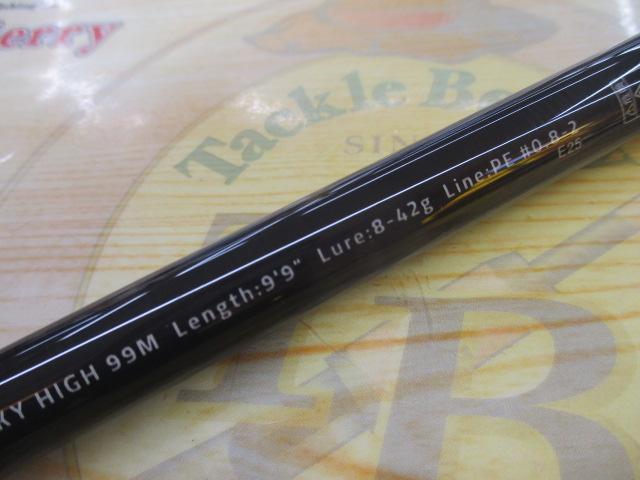 erry
Tackle Be
SIN
KY HIGH 99M Length:9'9" Lure:8-42g Line:PE #0.8-2
E25
TB